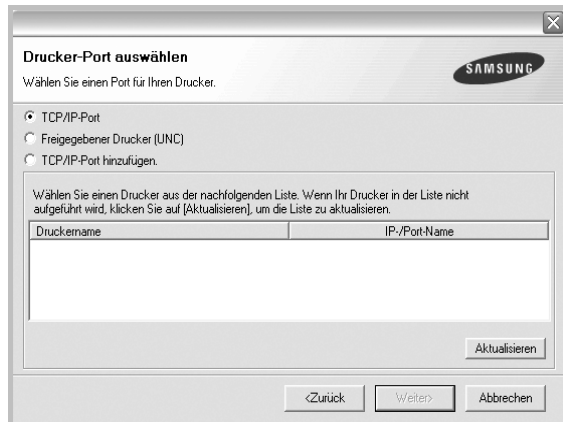 Drucker-Port auswählen
Wählen Sie einen Port für Ihren Drucker.
SAMSUNG
TCP/IP-Port
Freigegebener Drucker (UNC)
TCP/IP-Port hinzufügen.
Wählen Sie einen Drucker aus der nachfolgenden Liste. Wenn Ihr Drucker in der Liste nicht
aufgeführt wird, klicken Sie auf [Aktualisieren], um die Liste zu aktualisieren.
Druckername IP-/Port-Name
Aktualisieren
<Zurück Weiter> Abbrechen